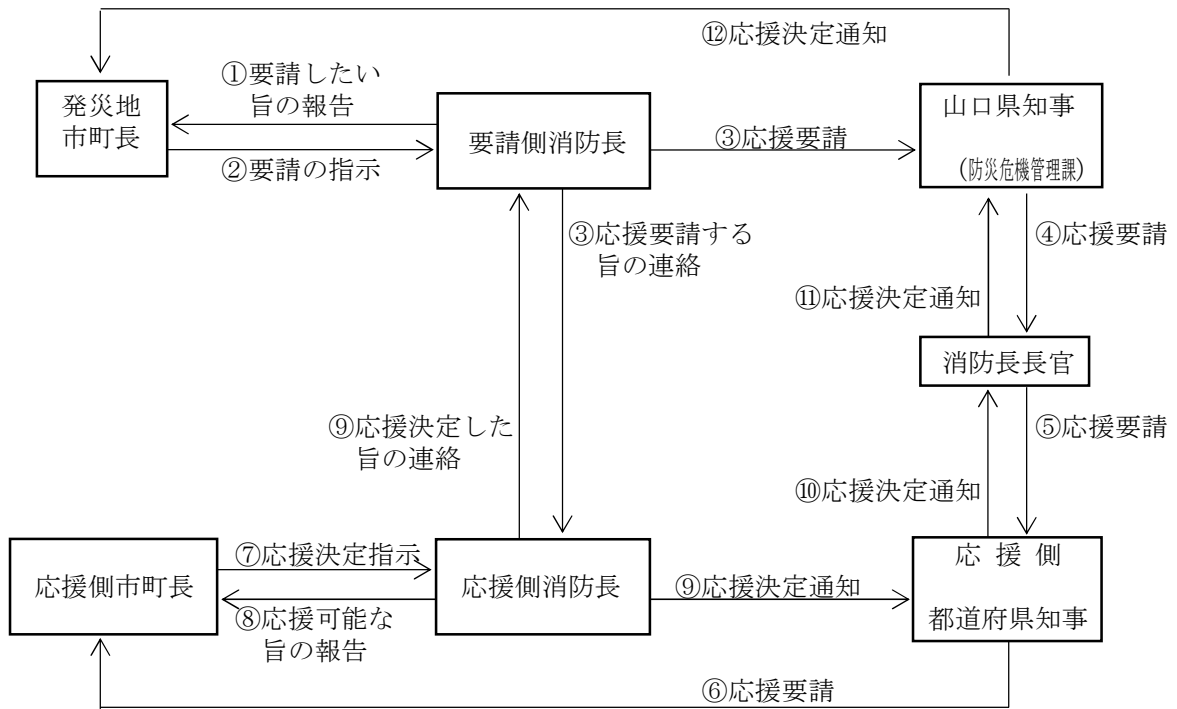 ⑫応援決定通知
①要請したい
旨の報告
発災地
市町長
②要請の指示
要請側消防長
③応援要請
山口県知事
(防災危機管理課)
③応援要請する
旨の連絡
④応援要請
⑪応援決定通知
消防長長官
⑨応援決定した
旨の連絡
⑤応援要請
⑩応援決定通知
応援側市町長
⑦応援決定指示
⑧応援可能な
旨の報告
応援側消防長
⑨応援決定通知
応援側
都道府県知事
⑥応援要請